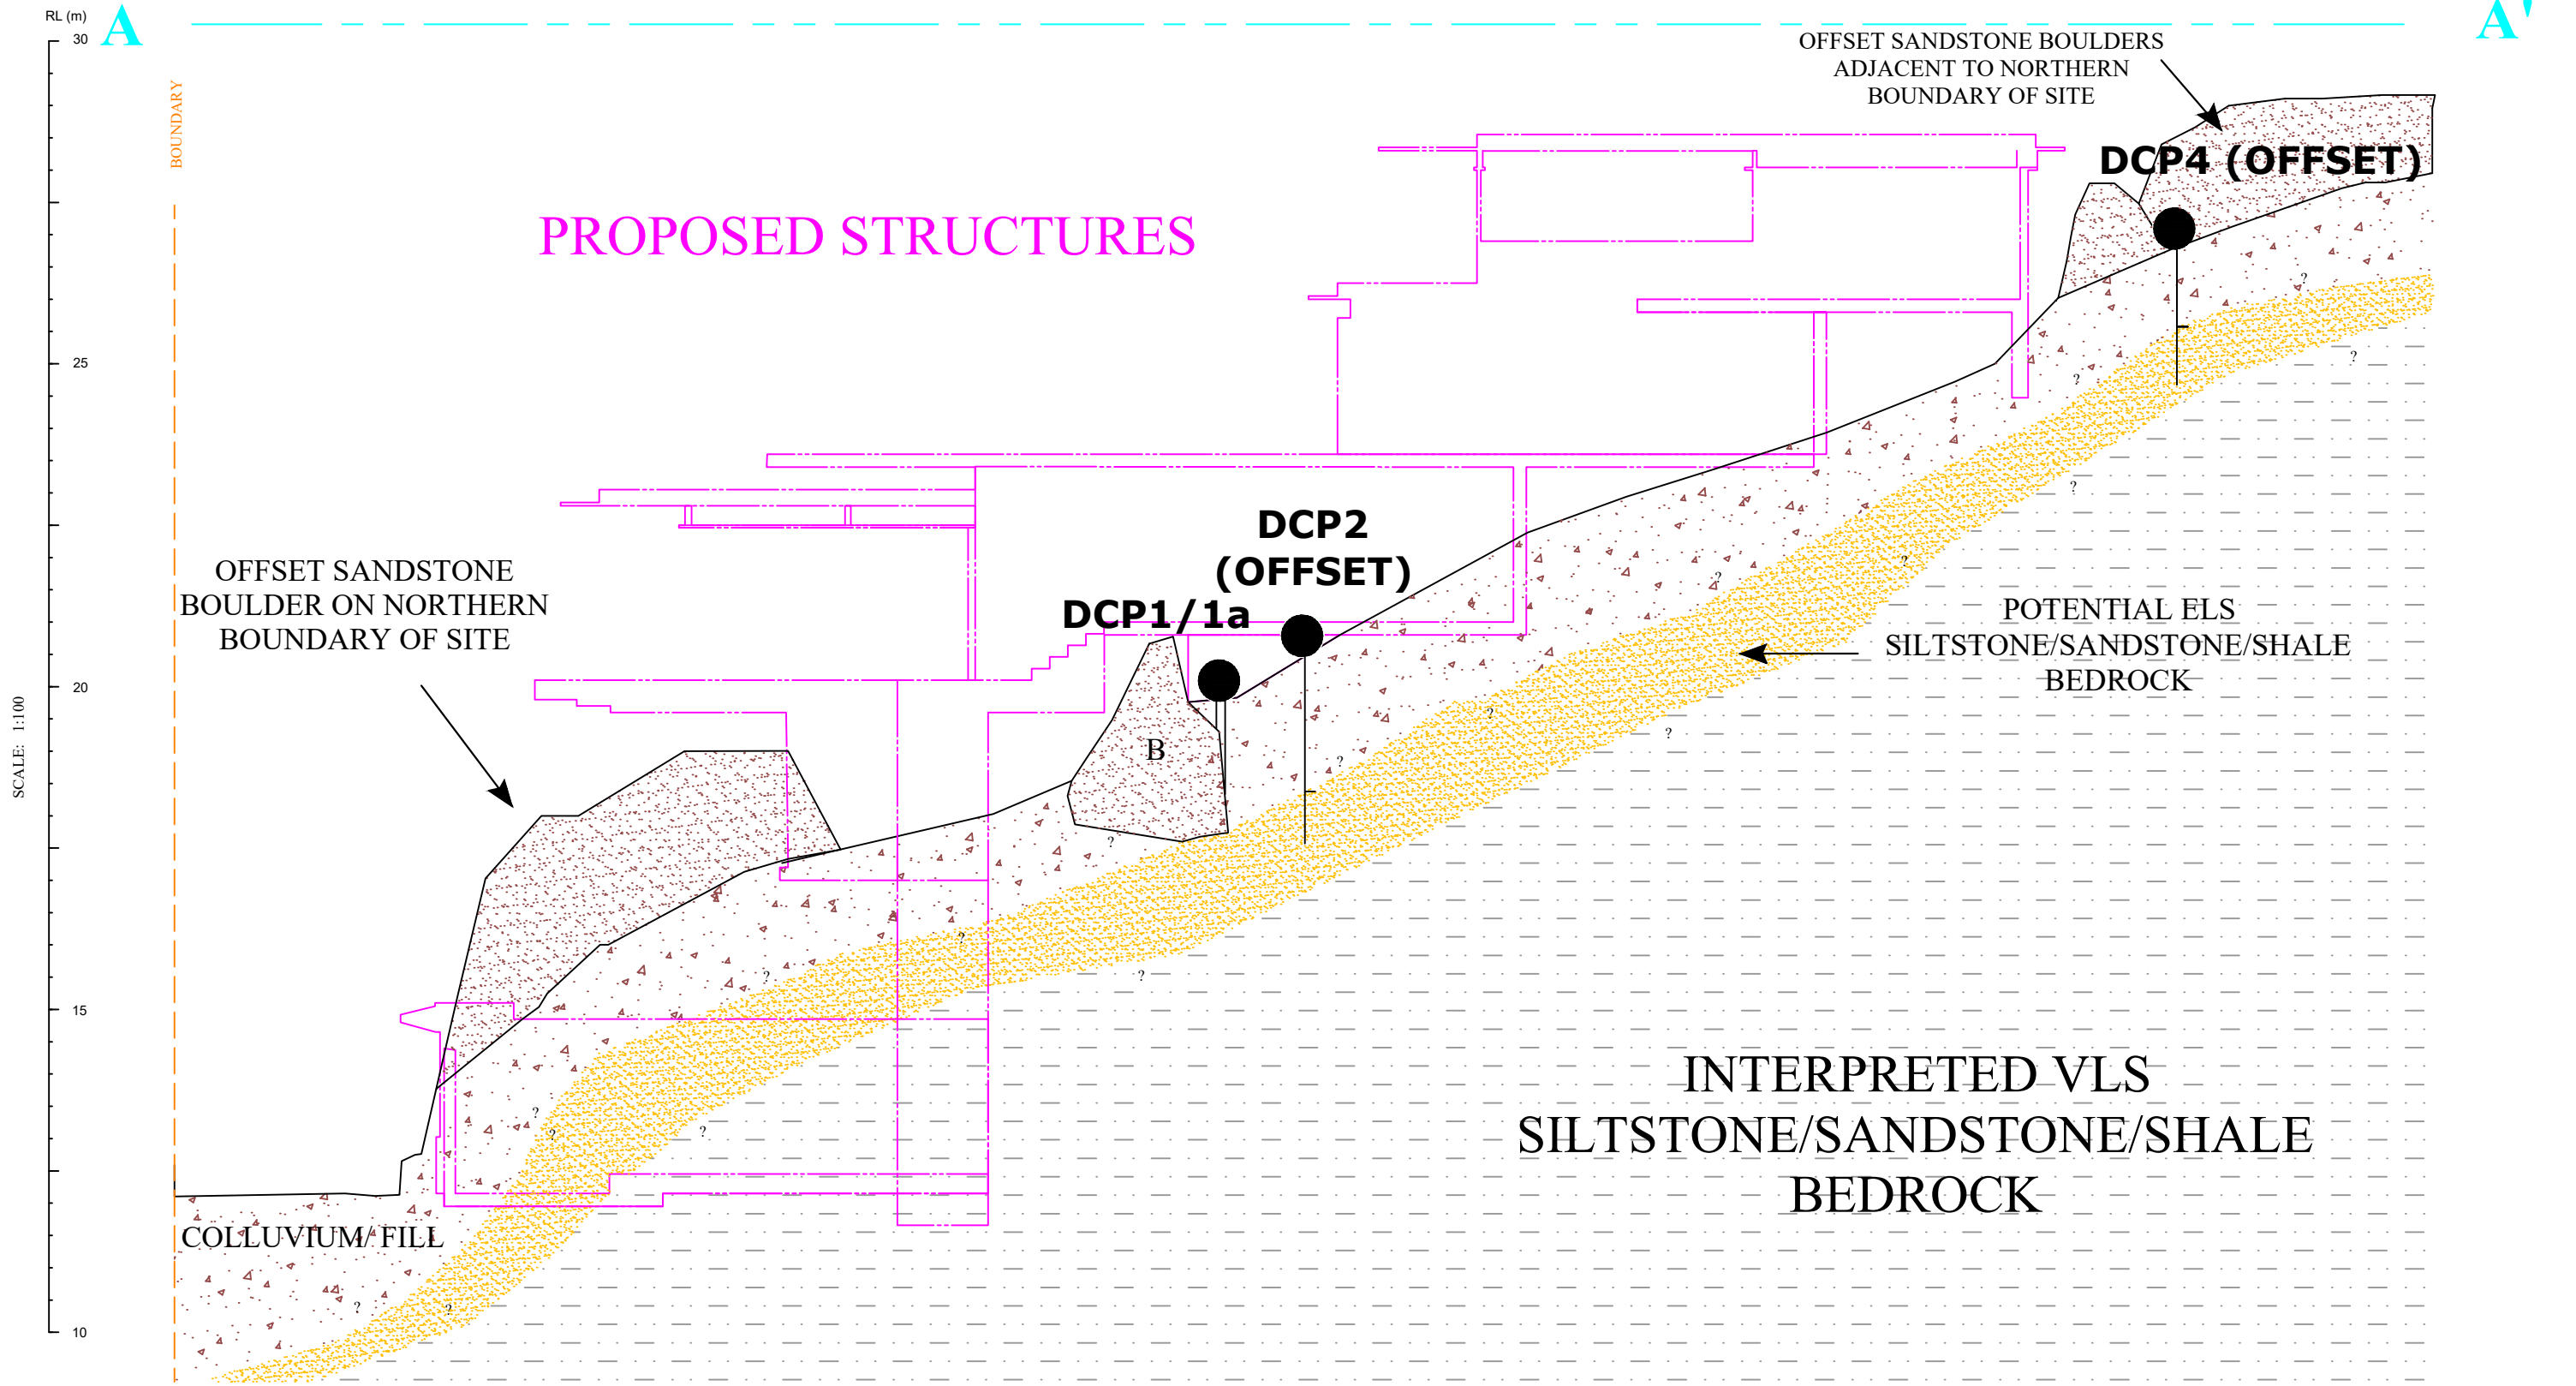 RL (m)
30
A
A'
OFFSET SANDSTONE BOULDERS
ADJACENT TO NORTHERN
BOUNDARY OF SITE
BOUNDARY
DCP4 (OFFSET)
PROPOSED STRUCTURES
?
25
?
?
?
DCP2
(OFFSET)
?
?
OFFSET SANDSTONE
BOULDER ON NORTHERN
BOUNDARY OF SITE
DCP1/1a
POTENTIAL ELS
SILTSTONE/SANDSTONE/SHALE
BEDROCK
20
SCALE: 1:100
?
?
B
?
?
?
?
?
15
INTERPRETED VLS
SILTSTONE/SANDSTONE/SHALE
BEDROCK
?
?
?
COLLUVIUM/ FILL
?
?
10